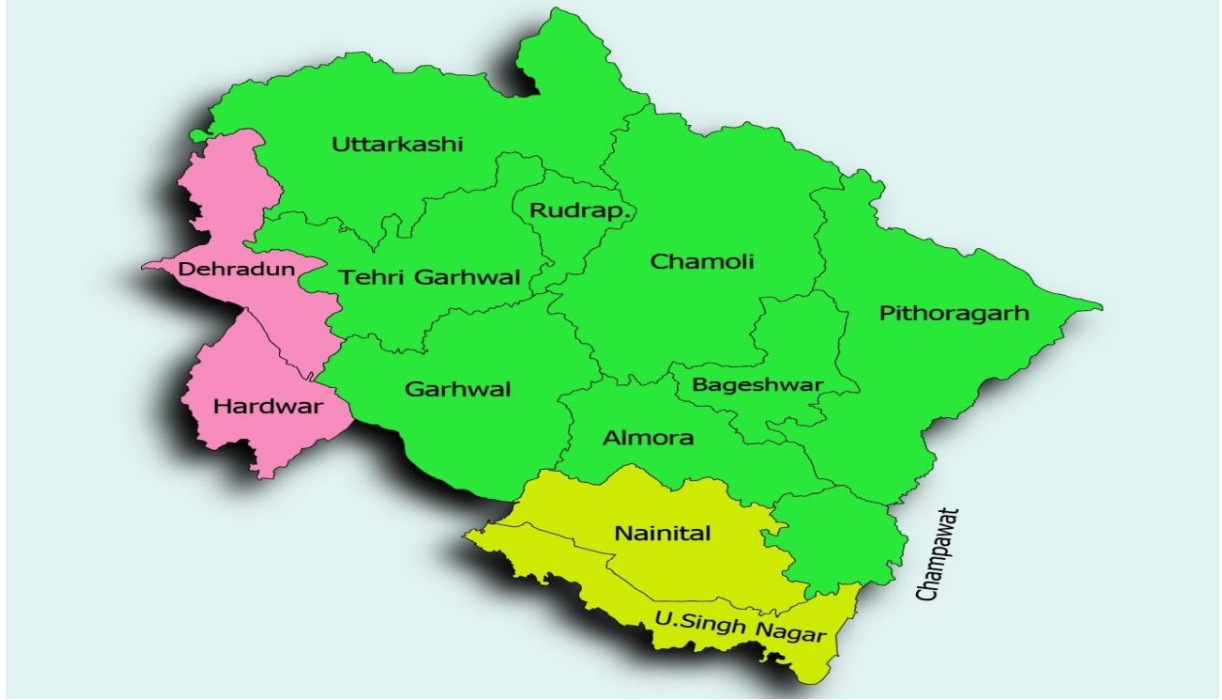 Uttarkashi
Rudrap.
Dehradun
Tehri Garhwal
Chamoli
Pithoragarh
Garhwal
Bageshwar
Hardwar
Almora
Nainital
Champawat
U.Singh Nagar